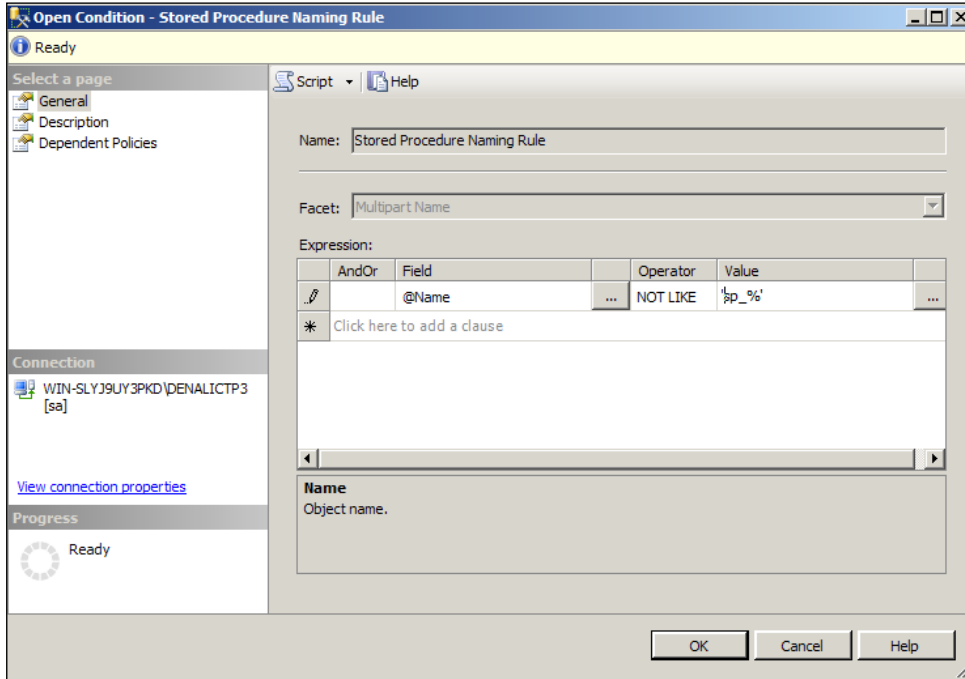 Open Condition - Stored Procedure Naming Rule
Ready
Select a page
General
Description
Dependent Policies
Script
Help
Name: Stored Procedure Naming Rule
Facet: Multipart Name
Expression:
AndOr Field Operator Value
@Name ... NOT LIKE 'sp_%' ...
Click here to add a clause
Connection
WIN-SLYJ9UY3PKD\DENALICTP3
[sa]
View connection properties
Name
Object name.
Progress
Ready
OK Cancel Help